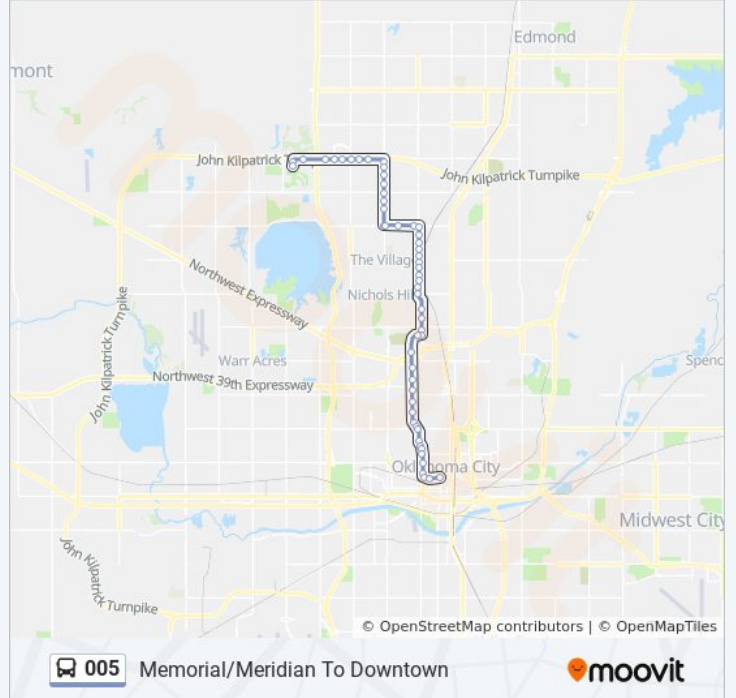 Edmond
mont
John Kilpatrick T
John Kilpatrick Turnpike
The Villag
Northwest Expressway
Nichols Hil
John Kilpatrick Turnpike
Warr Acres
Spenc
Northwest 39th Expressway
Oklahoma City
Midwest City
John Kilpatrick Turnpike
© OpenStreetMap contributors | © OpenMapTiles
005 Memorial/Meridian To Downtown moovit